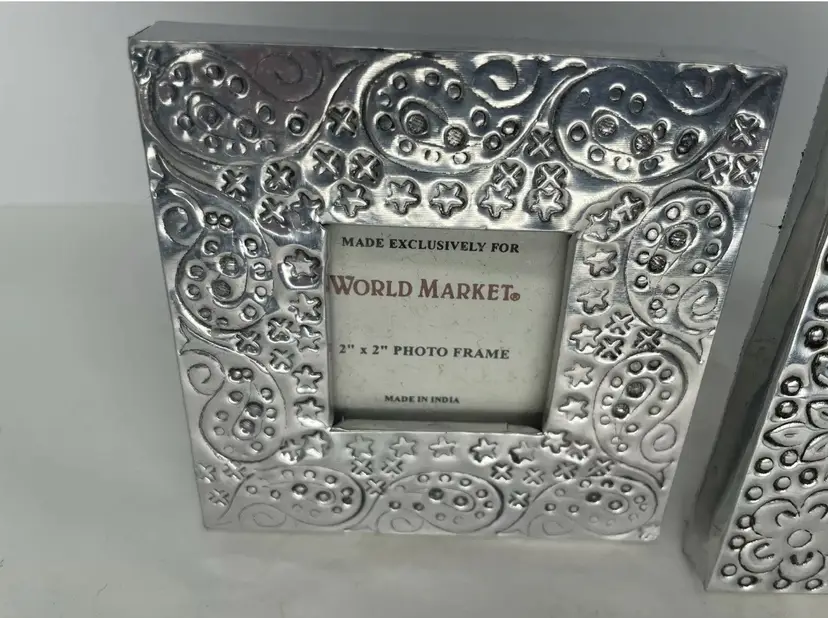 MADE EXCLUSIVELY FOR
WORLD MARKET®
2" x 2" PHOTO FRAME
MADE IN INDIA